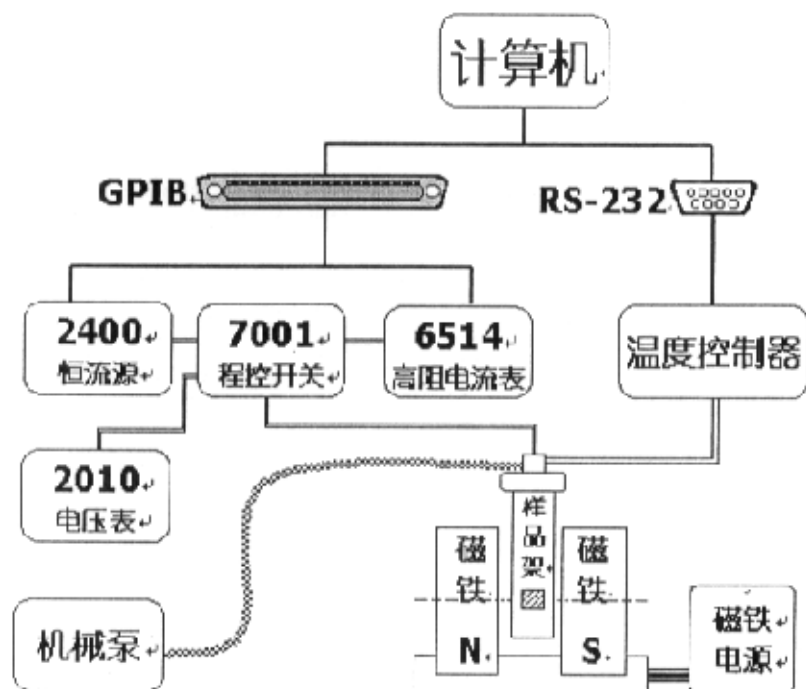 计算机
GPIB
RS-232
2400
恒流源
7001
程控开关
6514
高阻电流表
温度控制器
2010
电压表
样品架
磁铁
N
磁铁
S
机械泵
磁铁
电源